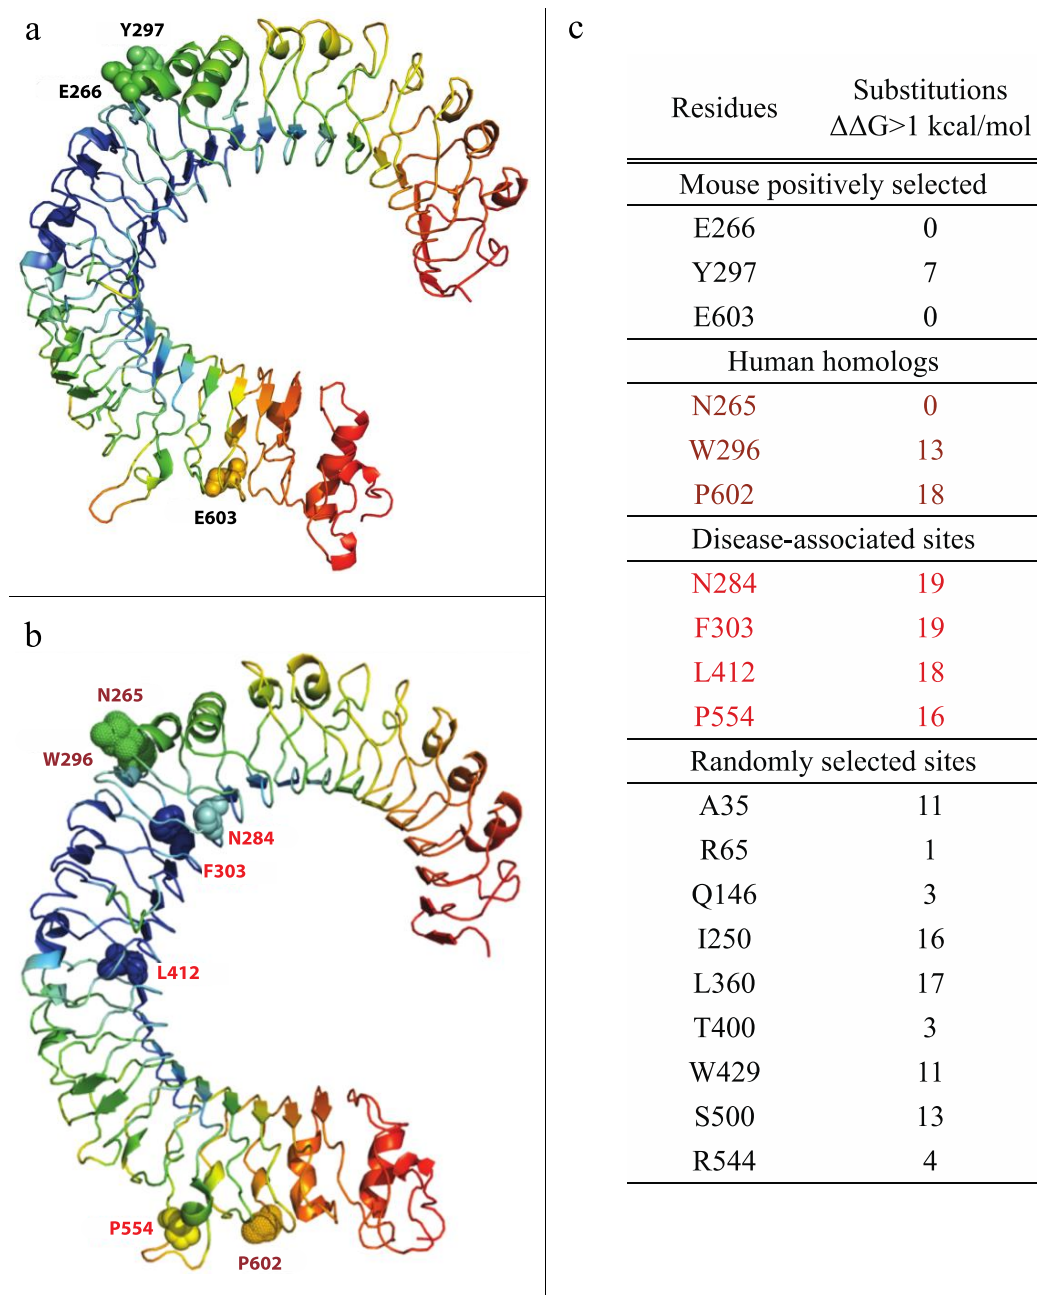 a
Y297
E266
E603
b
N265
W296
N284
F303
L412
P554
P602
c
Residues Substitutions ΔΔG>1 kcal/mol
Mouse positively selected
E266 0
Y297 7
E603 0
Human homologs
N265 0
W296 13
P602 18
Disease-associated sites
N284 19
F303 19
L412 18
P554 16
Randomly selected sites
A35 11
R65 1
Q146 3
I250 16
L360 17
T400 3
W429 11
S500 13
R544 4